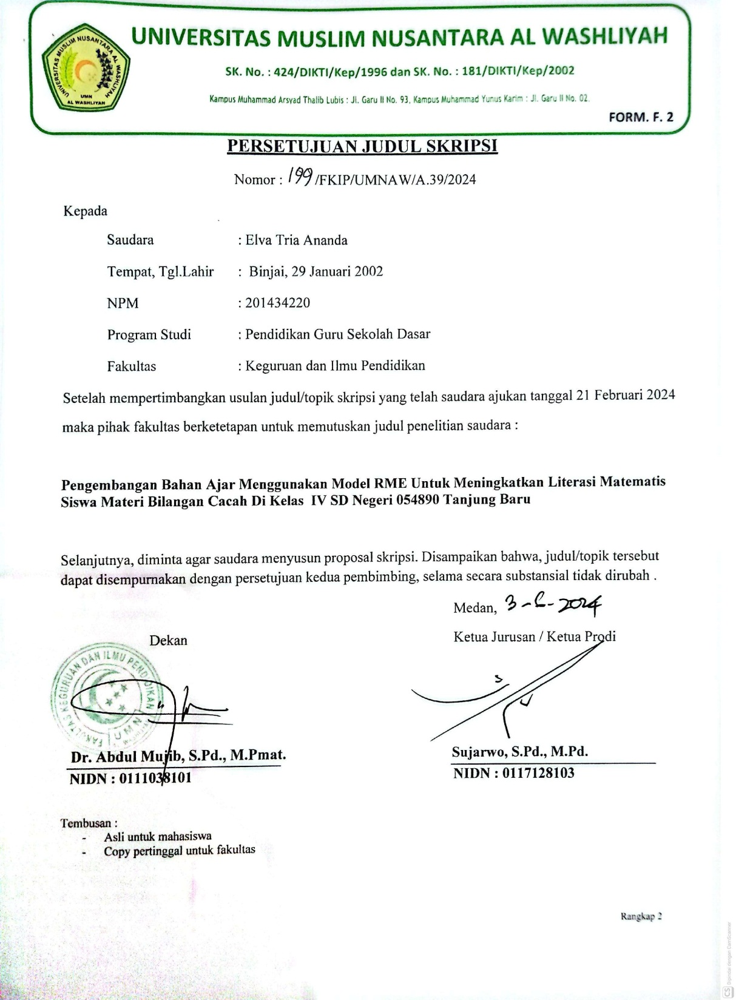 UNIVERSITAS MUSLIM NUSANTARA AL WASHLIYAH
UNIVERSITAS MUSLIM NUSANTARA AL WASHLIYAH
UMN
AL WASHLIYAH
SK. No. : 424/DIKTI/Kep/1996 dan SK. No. : 181/DIKTI/Kep/2002
Kampus Muhammad Arsyad Thalib Lubis : Jl. Garu II No. 93, Kampus Muhammad Yunus Karim : Jl. Garu II No. 02.
FORM. F. 2
PERSETUJUAN JUDUL SKRIPSI
Nomor : 199/FKIP/UMNAW/A.39/2024
Kepada
Saudara : Elva Tria Ananda
Tempat, Tgl.Lahir : Binjai, 29 Januari 2002
NPM : 201434220
Program Studi : Pendidikan Guru Sekolah Dasar
Fakultas : Keguruan dan Ilmu Pendidikan
Setelah mempertimbangkan usulan judul/topik skripsi yang telah saudara ajukan tanggal 21 Februari 2024
maka pihak fakultas berketetapan untuk memutuskan judul penelitian saudara :
Pengembangan Bahan Ajar Menggunakan Model RME Untuk Meningkatkan Literasi Matematis
Siswa Materi Bilangan Cacah Di Kelas IV SD Negeri 054890 Tanjung Baru
Selanjutnya, diminta agar saudara menyusun proposal skripsi. Disampaikan bahwa, judul/topik tersebut
dapat disempurnakan dengan persetujuan kedua pembimbing, selama secara substansial tidak dirubah .
Medan, 3 - - 2024
Dekan
Ketua Jurusan / Ketua Prodi
FAKULTAS KEGURUAN DAN ILMU PENDIDIKAN
Dr. Abdul Mujib, S.Pd., M.Pmat.
NIDN : 0111038101
Sujarwo, S.Pd., M.Pd.
NIDN : 0117128103
Tembusan :
- Asli untuk mahasiswa
- Copy pertinggal untuk fakultas
Rangkap 2
CS Dipindai dengan CamScanner